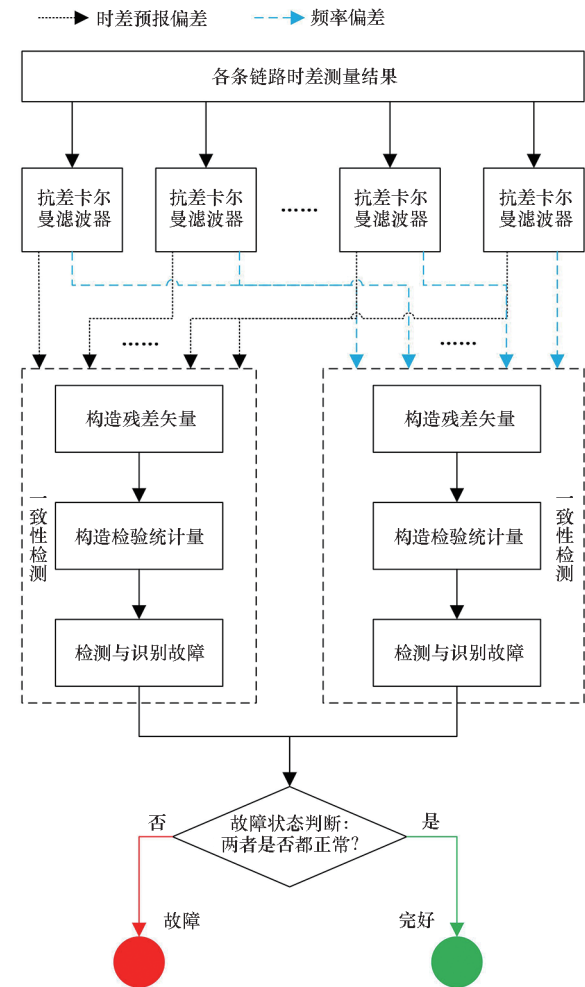 时差预报偏差
频率偏差
各条链路时差测量结果
抗差卡尔
曼滤波器
抗差卡尔
曼滤波器
……
抗差卡尔
曼滤波器
抗差卡尔
曼滤波器
……
……
构造残差矢量
构造检验统计量
检测与识别故障
一致性检测
构造残差矢量
构造检验统计量
检测与识别故障
一致性检测
故障状态判断：
两者是否都正常？
否
是
故障
完好